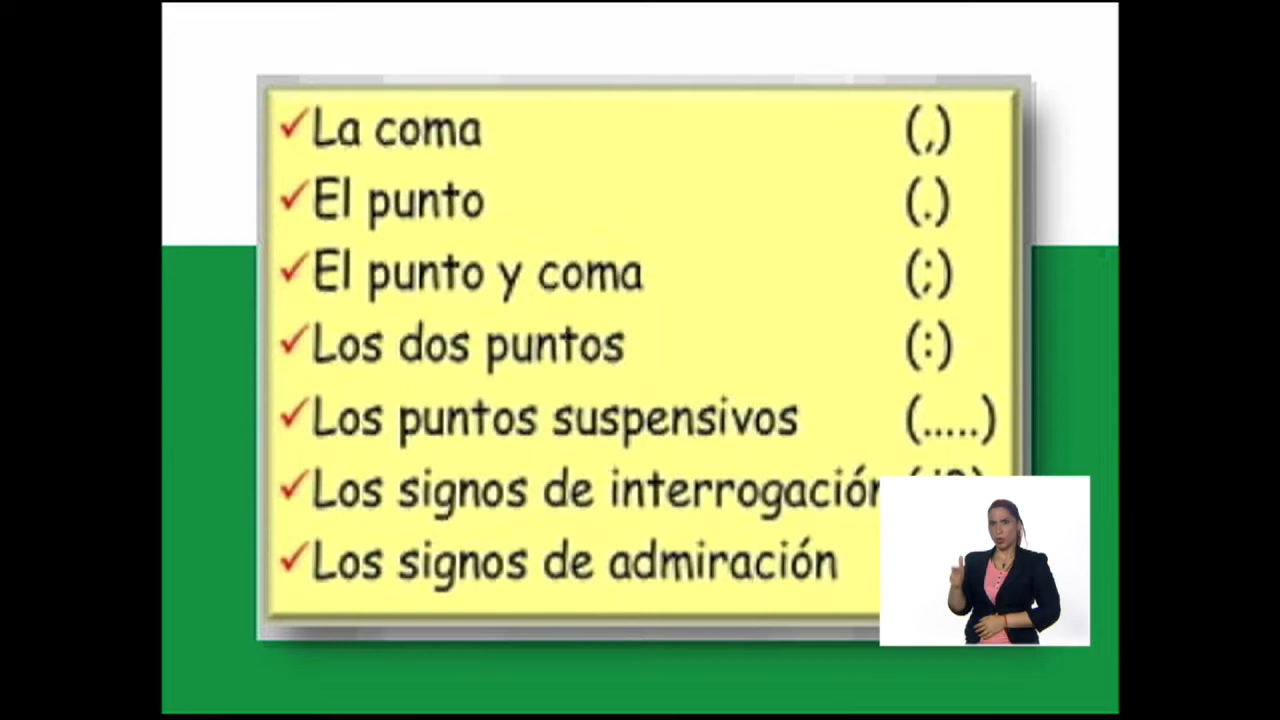 ✓La coma (,)
✓El punto (.)
✓El punto y coma (;)
✓Los dos puntos (:)
✓Los puntos suspensivos (.....)
✓Los signos de interrogación
✓Los signos de admiración